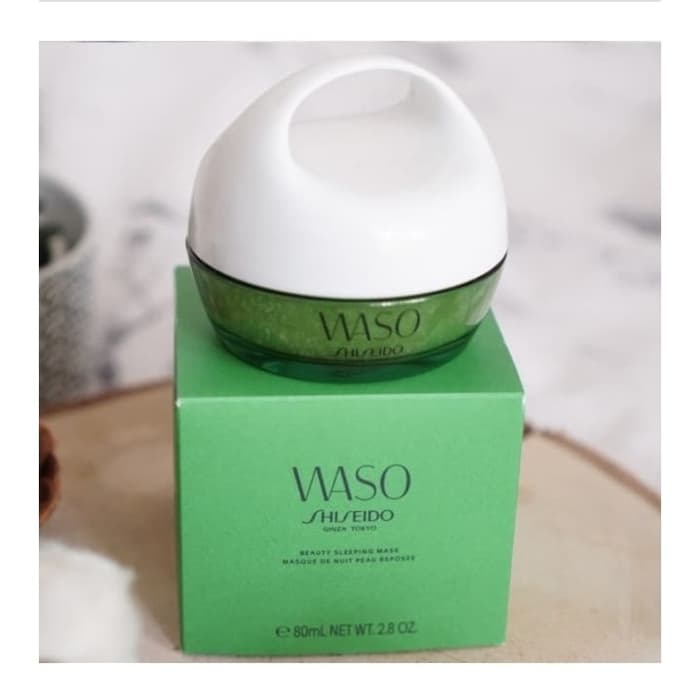 WASO
SHISEIDO
WASO
SHISEIDO
GINZA TOKYO
BEAUTY SLEEPING MASK
MASQUE DE NUIT PEAU REPOSÉE
℮ 80mL NET WT. 2.8 OZ.